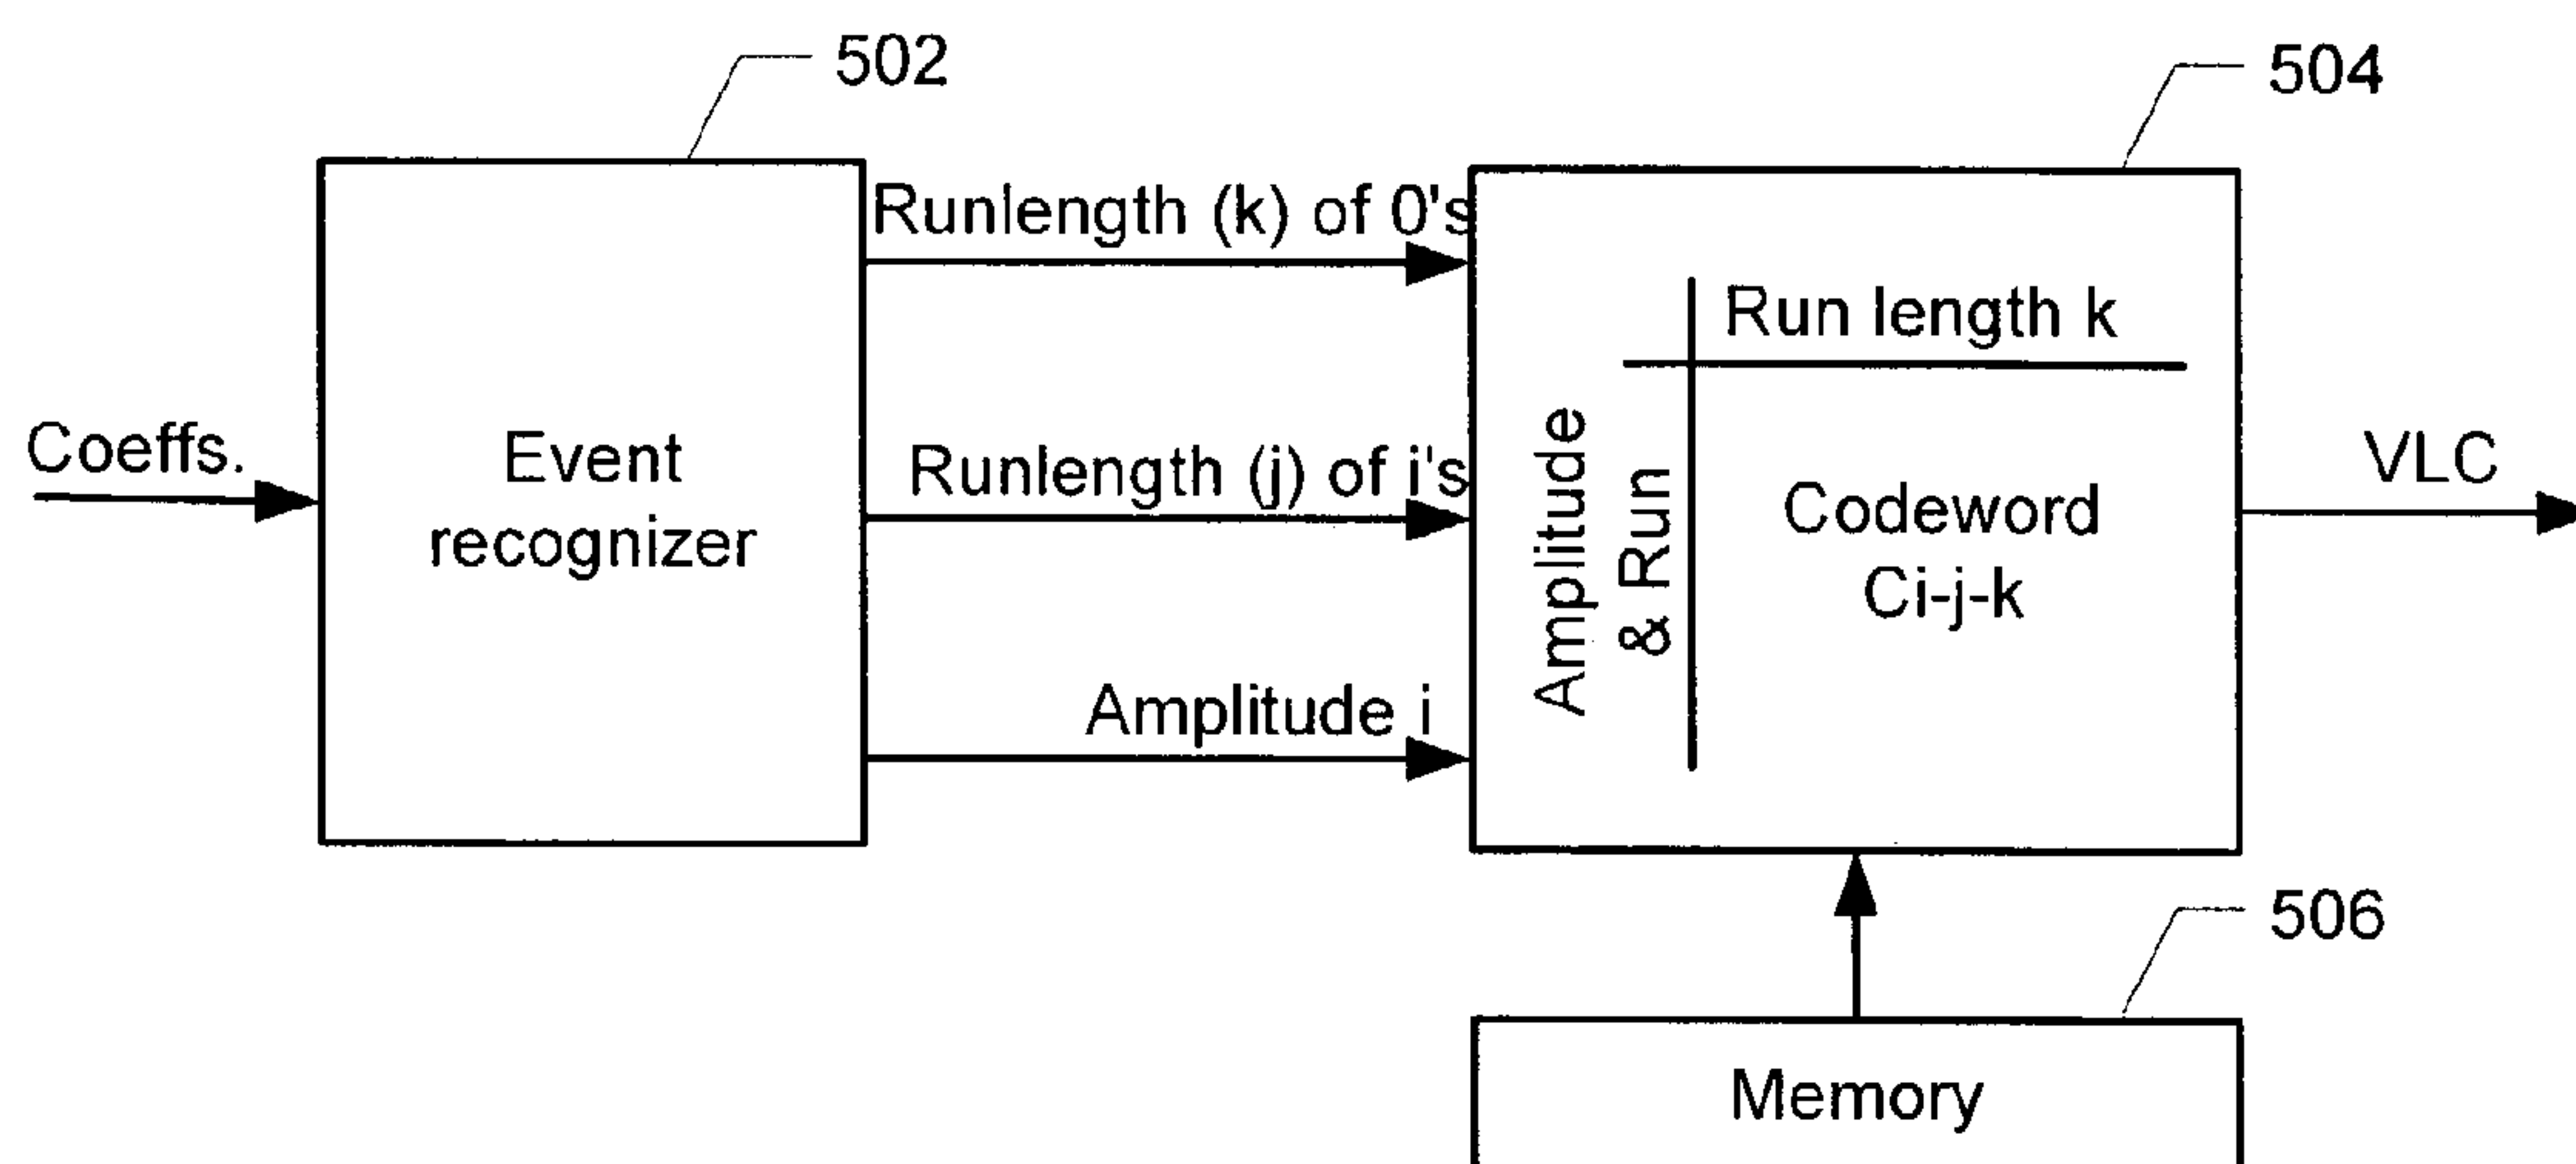 502
504
Runlength (k) of 0's
Run length k
Coeffs.
Event
recognizer
Runlength (j) of i's
Amplitude
& Run
Codeword
Ci-j-k
VLC
Amplitude i
506
Memory